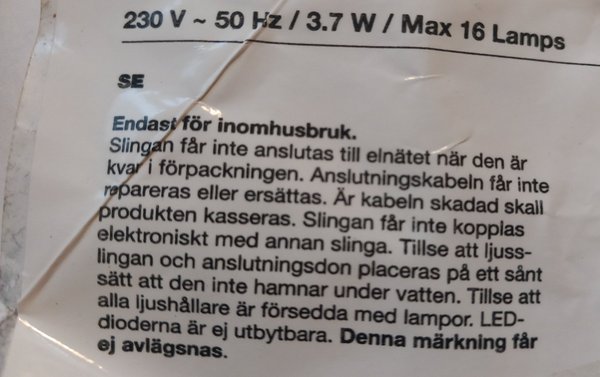 230 V ~ 50 Hz / 3.7 W / Max 16 Lamps
SE
Endast för inomhusbruk.
Slingan får inte anslutas till elnätet när den är
kvar i förpackningen. Anslutningskabeln får inte
repareras eller ersättas. Är kabeln skadad skall
produkten kasseras. Slingan får inte kopplas
elektroniskt med annan slinga. Tillse att ljuss-
lingan och anslutningsdon placeras på ett sånt
sätt att den inte hamnar under vatten. Tillse att
alla ljushållare är försedda med lampor. LED-
dioderna är ej utbytbara. Denna märkning får
ej avlägsnas.